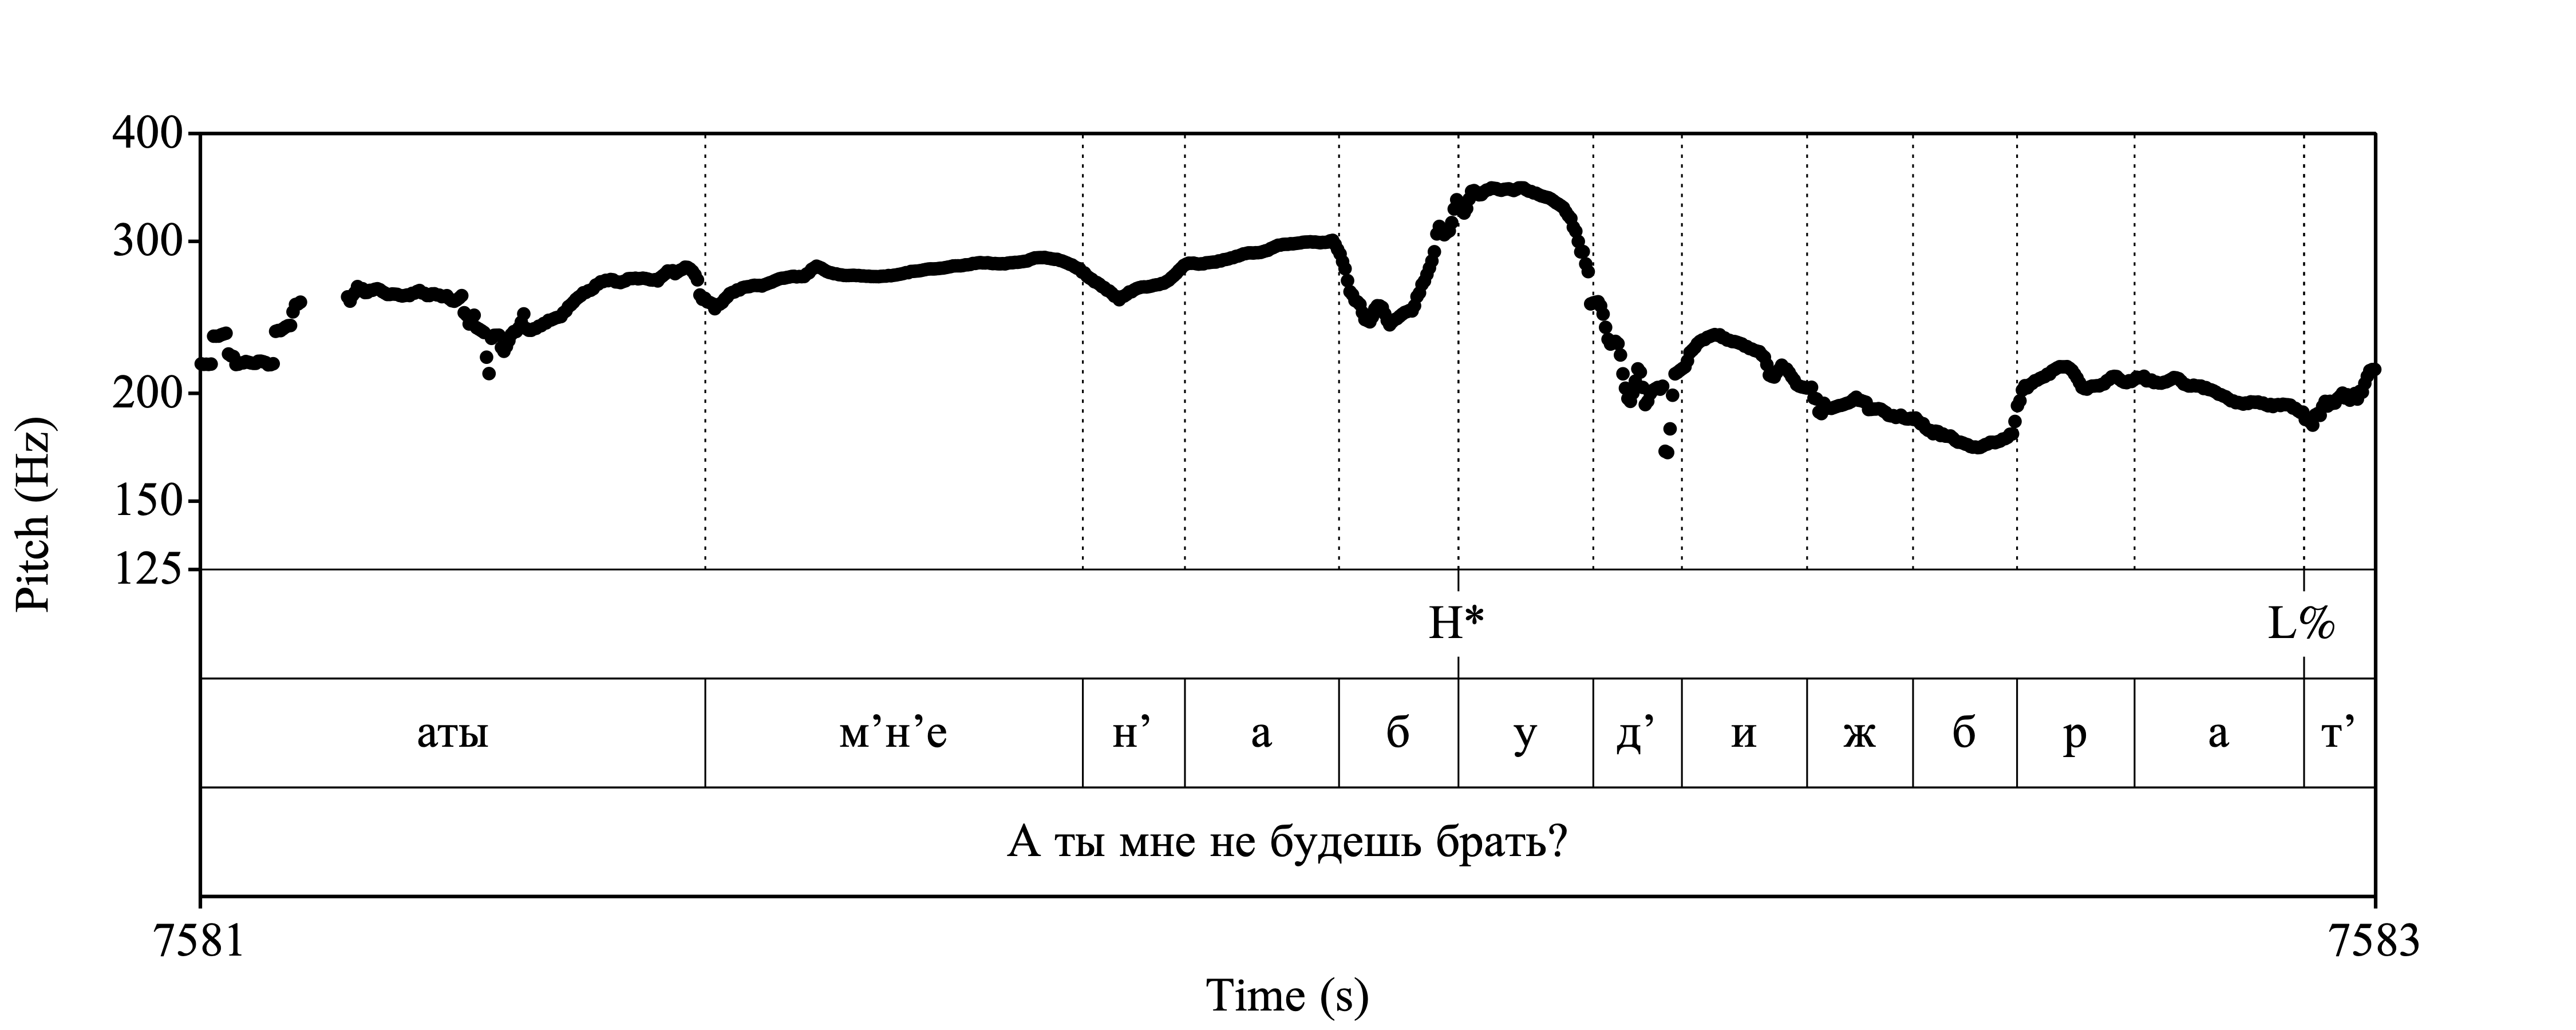 400
300
200
150
125
Pitch (Hz)
H* L%
аты м’н’е н’ а б у д’ и ж б р а т’
А ты мне не будешь брать?
7581 7583
Time (s)